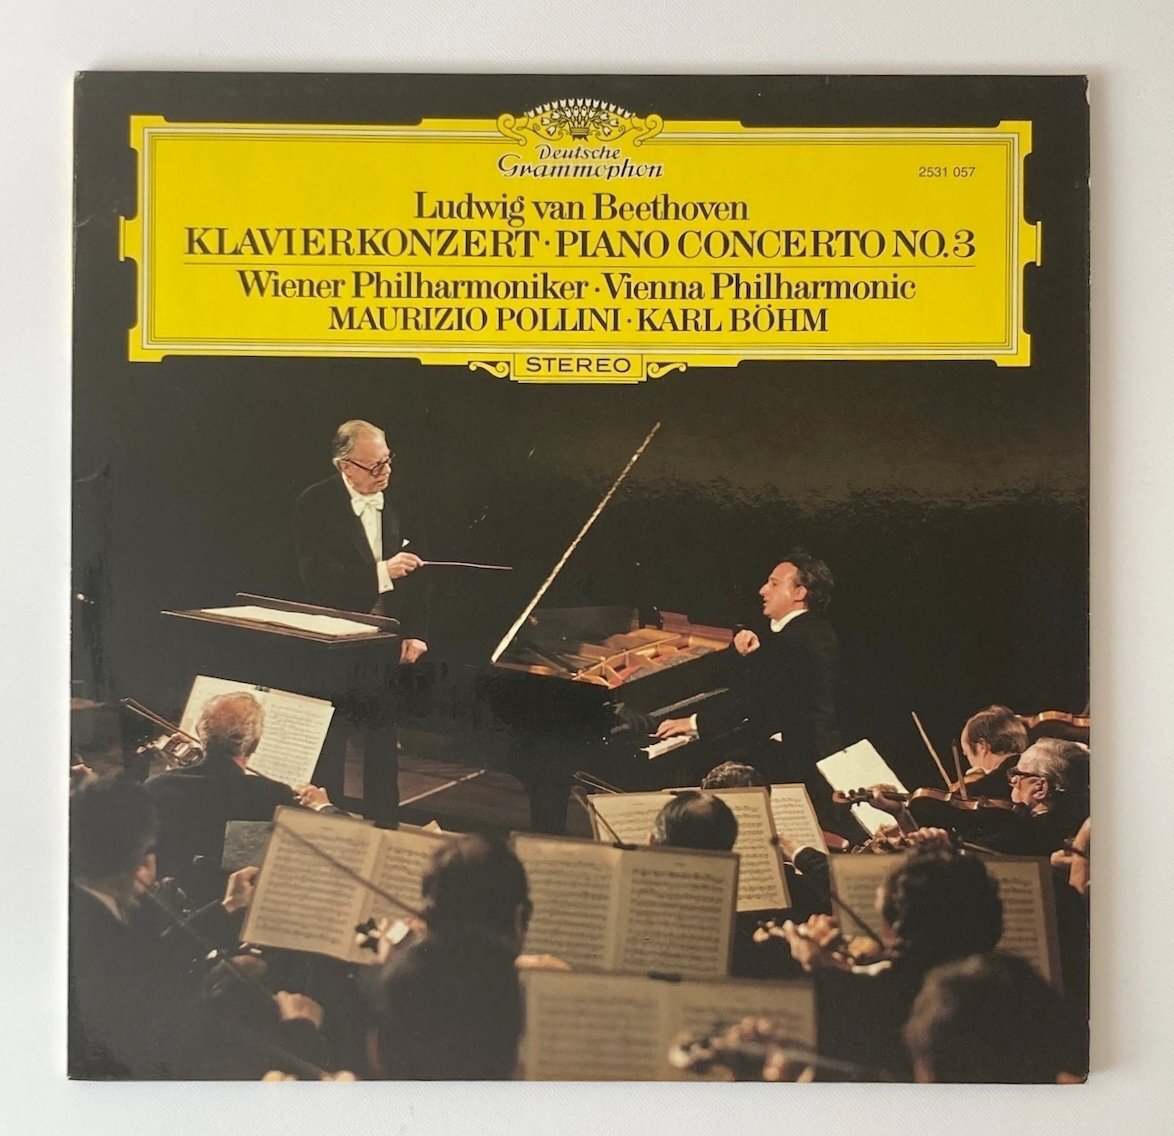 Deutsche
Grammophon
2531 057
Ludwig van Beethoven
KLAVIERKONZERT · PIANO CONCERTO NO. 3
Wiener Philharmoniker · Vienna Philharmonic
MAURIZIO POLLINI · KARL BÖHM
STEREO